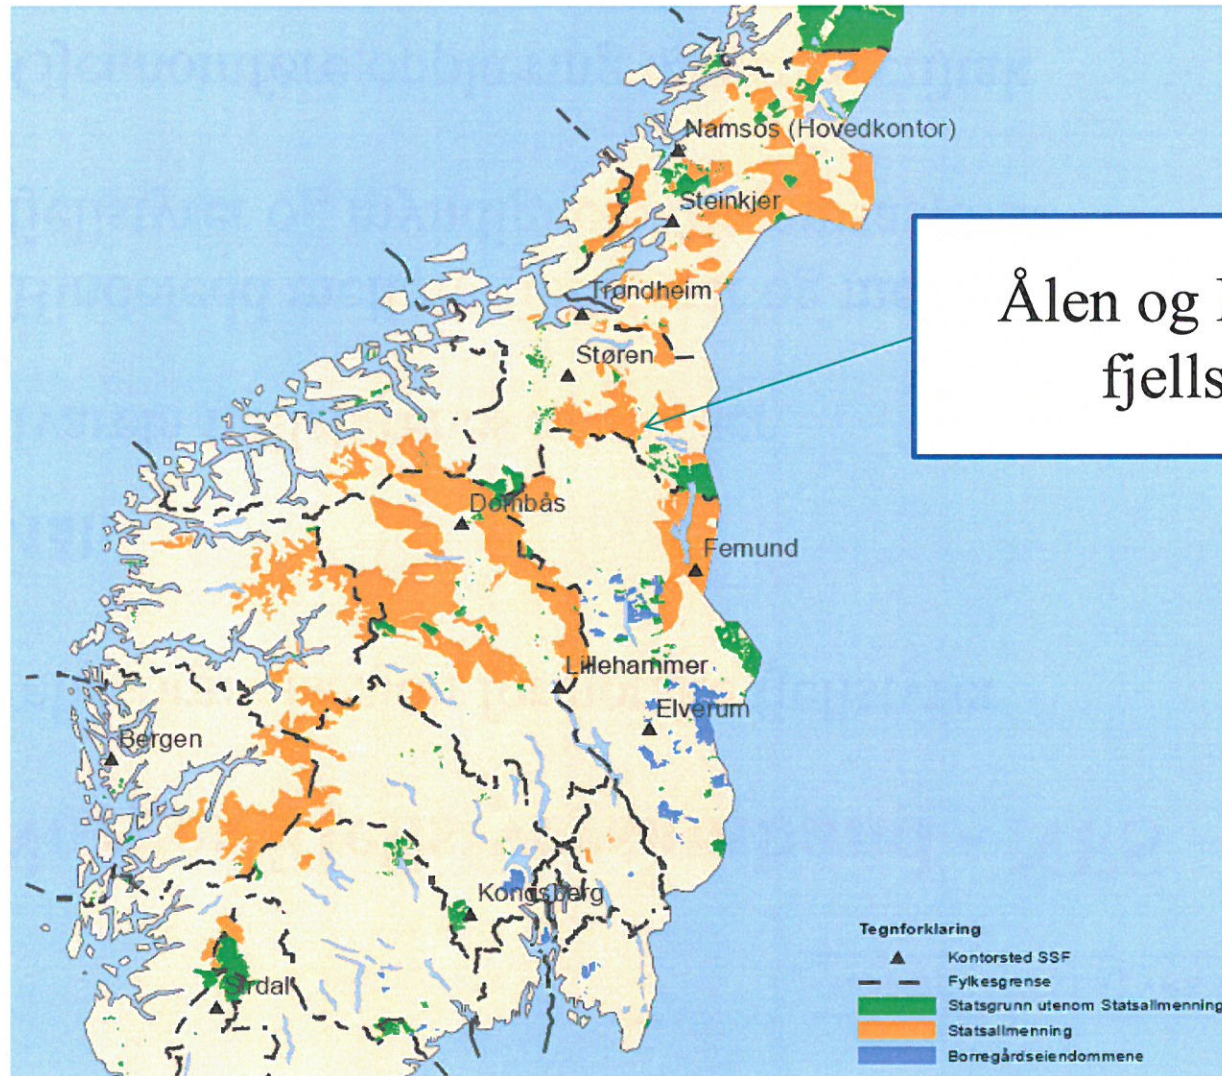 Namsos (Hovedkontor)
Steinkjer
Trondheim
Støren
Ålen og
fjells
Dombås
Femund
Lillehammer
Elverum
Bergen
Kongsberg
Sirdal
Tegnforklaring
Kontorsted SSF
Fylkesgrense
Statsgrunn utenom Statsallmenning
Statsallmenning
Borregårdseiendommene